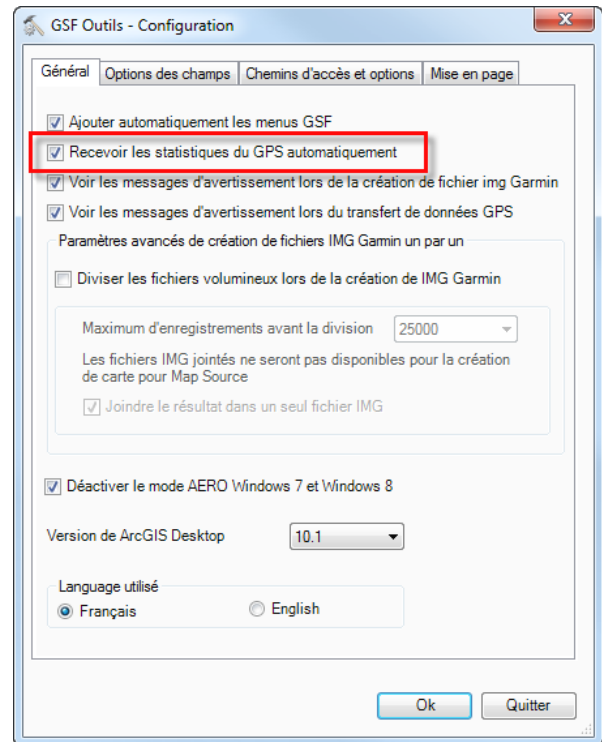 GSF Outils - Configuration
Général
Options des champs
Chemins d'accès et options
Mise en page
Ajouter automatiquement les menus GSF
Recevoir les statistiques du GPS automatiquement
Voir les messages d'avertissement lors de la création de fichier img Garmin
Voir les messages d'avertissement lors du transfert de données GPS
Paramètres avancés de création de fichiers IMG Garmin un par un
Diviser les fichiers volumineux lors de la création de IMG Garmin
Maximum d'enregistrements avant la division
25000
Les fichiers IMG jointés ne seront pas disponibles pour la création
de carte pour Map Source
Joindre le résultat dans un seul fichier IMG
Déactiver le mode AERO Windows 7 et Windows 8
Version de ArcGIS Desktop
10.1
Language utilisé
Français
English
Ok
Quitter